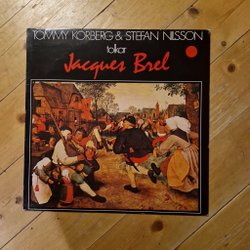 TOMMY KÖRBERG & STEFAN NILSSON
tolkar
Jacques Brel